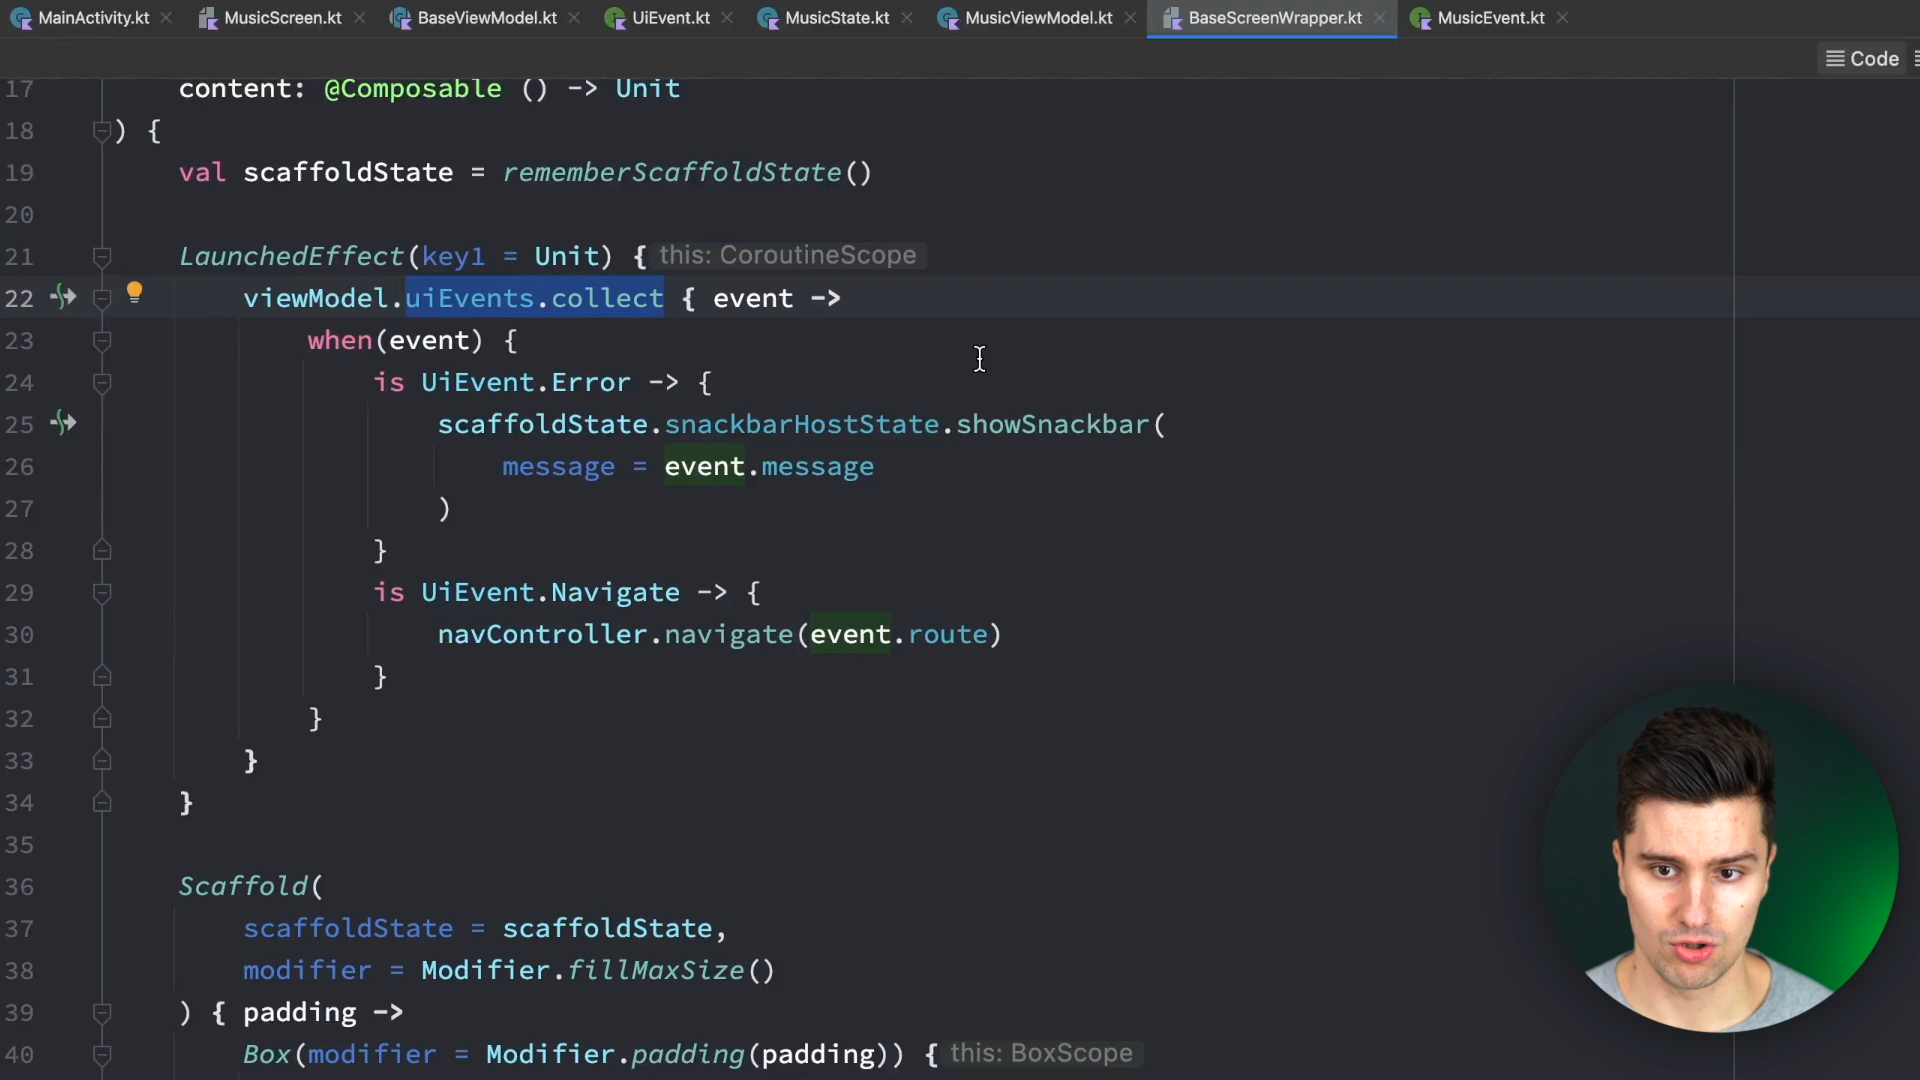 MainActivity.kt MusicScreen.kt BaseViewModel.kt UiEvent.kt MusicState.kt MusicViewModel.kt BaseScreenWrapper.kt MusicEvent.kt
Code
17 content: @Composable () -> Unit
18 ) {
19 val scaffoldState = rememberScaffoldState()
20
21 LaunchedEffect(key1 = Unit) { this: CoroutineScope
22 viewModel.uiEvents.collect { event ->
23 when(event) {
24 is UiEvent.Error -> {
25 scaffoldState.snackbarHostState.showSnackbar(
26 message = event.message
27 )
28 }
29 is UiEvent.Navigate -> {
30 navController.navigate(event.route)
31 }
32 }
33 }
34 }
35
36 Scaffold(
37 scaffoldState = scaffoldState,
38 modifier = Modifier.fillMaxSize()
39 ) { padding ->
40 Box(modifier = Modifier.padding(padding)) { this: BoxScope